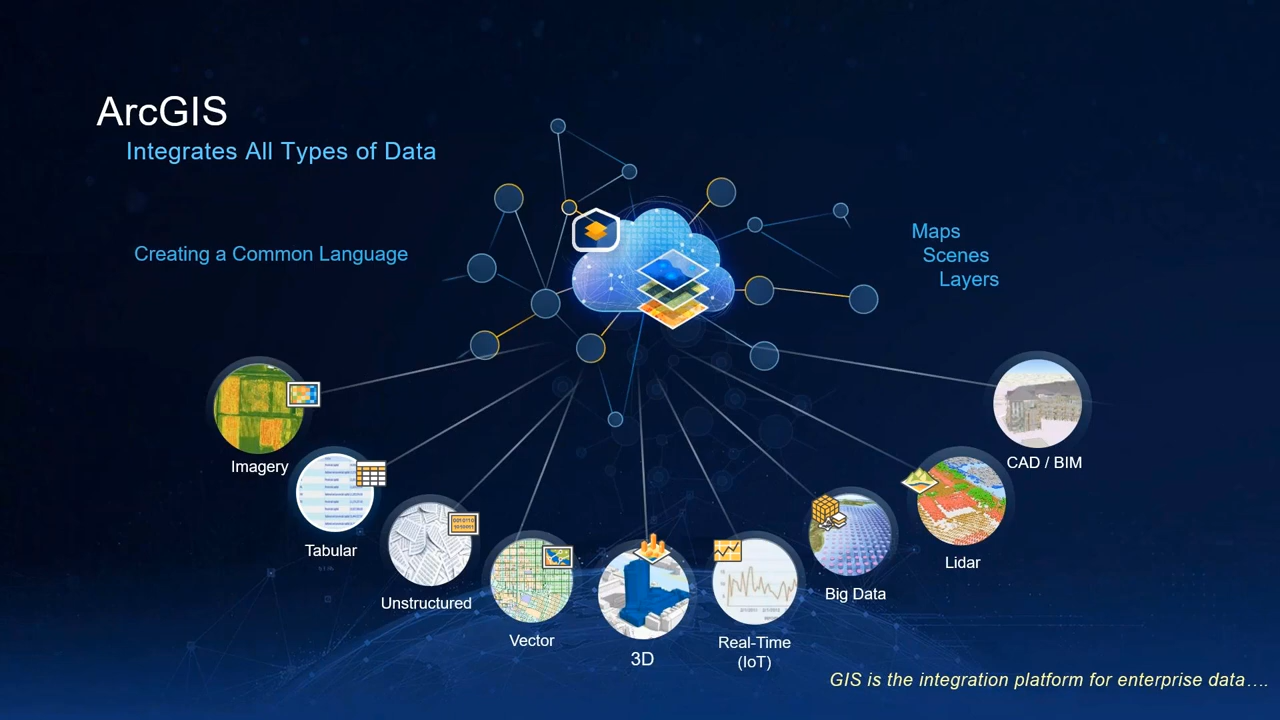 ArcGIS
Integrates All Types of Data
Creating a Common Language
Maps
Scenes
Layers
Imagery
CAD / BIM
Tabular
Lidar
Unstructured
Big Data
Vector
3D
Real-Time
(IoT)
GIS is the integration platform for enterprise data….